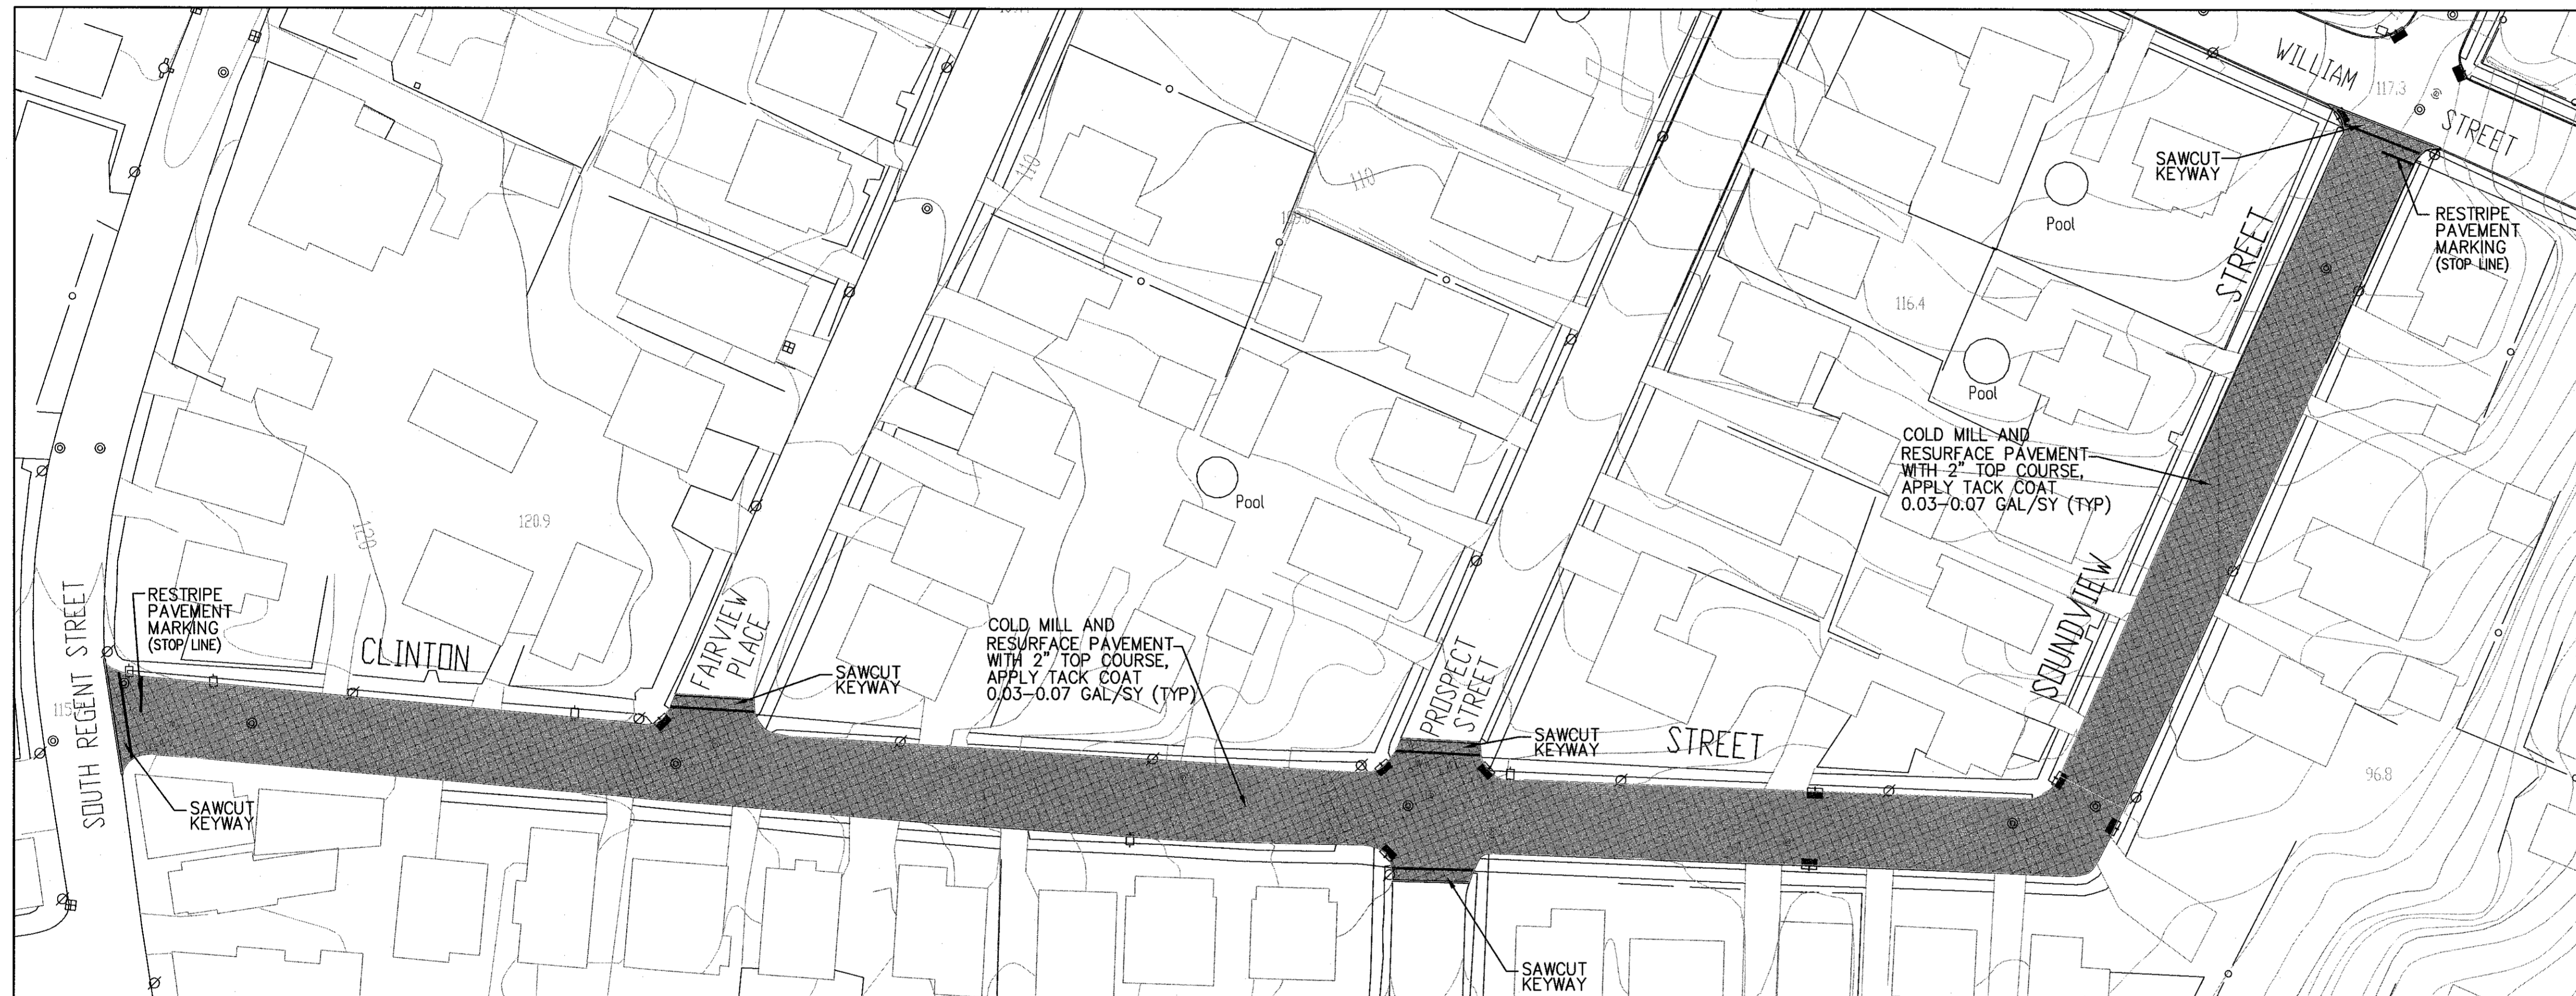 WILLIAM
STREET
117.3
SAWCUT
KEYWAY
RESTRIPE
PAVEMENT
MARKING
(STOP LINE)
110
110
Pool
STREET
116.4
Pool
COLD MILL AND
RESURFACE PAVEMENT
WITH 2" TOP COURSE,
APPLY TACK COAT
0.03-0.07 GAL/SY (TYP)
Pool
120.9
120
RESTRIPE
PAVEMENT
MARKING
(STOP LINE)
SOUTH REGENT STREET
CLINTON
FAIRVIEW
PLACE
SAWCUT
KEYWAY
COLD MILL AND
RESURFACE PAVEMENT
WITH 2" TOP COURSE,
APPLY TACK COAT
0.03-0.07 GAL/SY (TYP)
PROSPECT
STREET
SAWCUT
KEYWAY
STREET
SOUNDVIEW
96.8
SAWCUT
KEYWAY
SAWCUT
KEYWAY